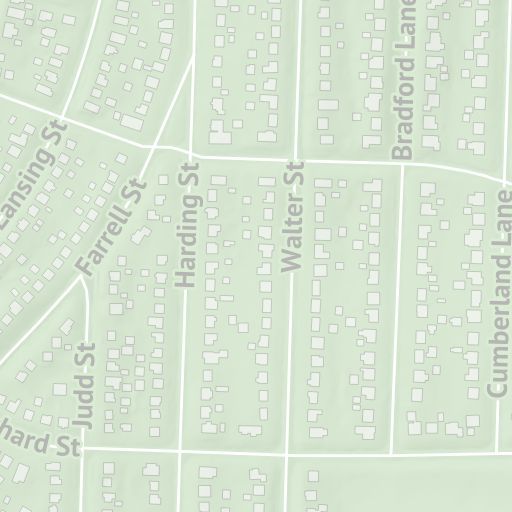 Bradford Lane
Lansing St
Farrell St
Harding St
Walter St
Cumberland Lane
Judd St
hard St